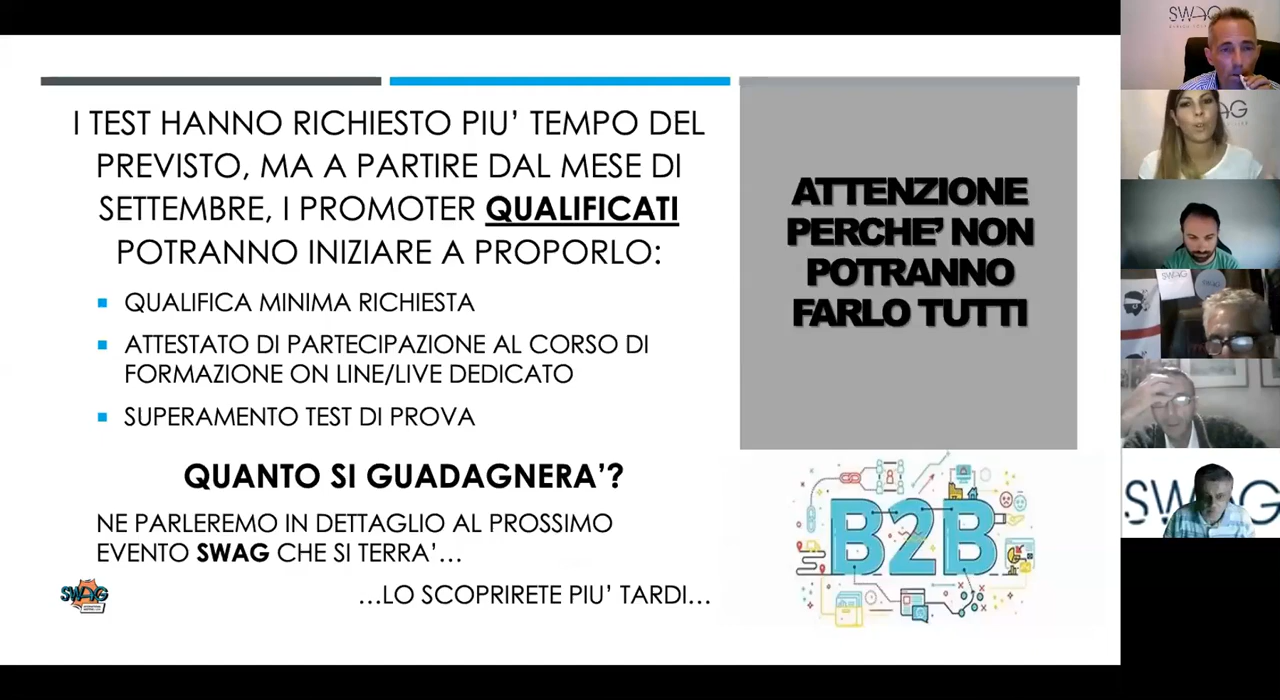 I TEST HANNO RICHIESTO PIU' TEMPO DEL
PREVISTO, MA A PARTIRE DAL MESE DI
SETTEMBRE, I PROMOTER QUALIFICATI
POTRANNO INIZIARE A PROPORLO:
▪ QUALIFICA MINIMA RICHIESTA
▪ ATTESTATO DI PARTECIPAZIONE AL CORSO DI
FORMAZIONE ON LINE/LIVE DEDICATO
▪ SUPERAMENTO TEST DI PROVA
QUANTO SI GUADAGNERA'?
NE PARLEREMO IN DETTAGLIO AL PROSSIMO
EVENTO SWAG CHE SI TERRA'...
...LO SCOPRIRETE PIU' TARDI...
SWAG
ATTENZIONE
PERCHE' NON
POTRANNO
FARLO TUTTI
B2B
SWAG
AG
SWAG
SWAG